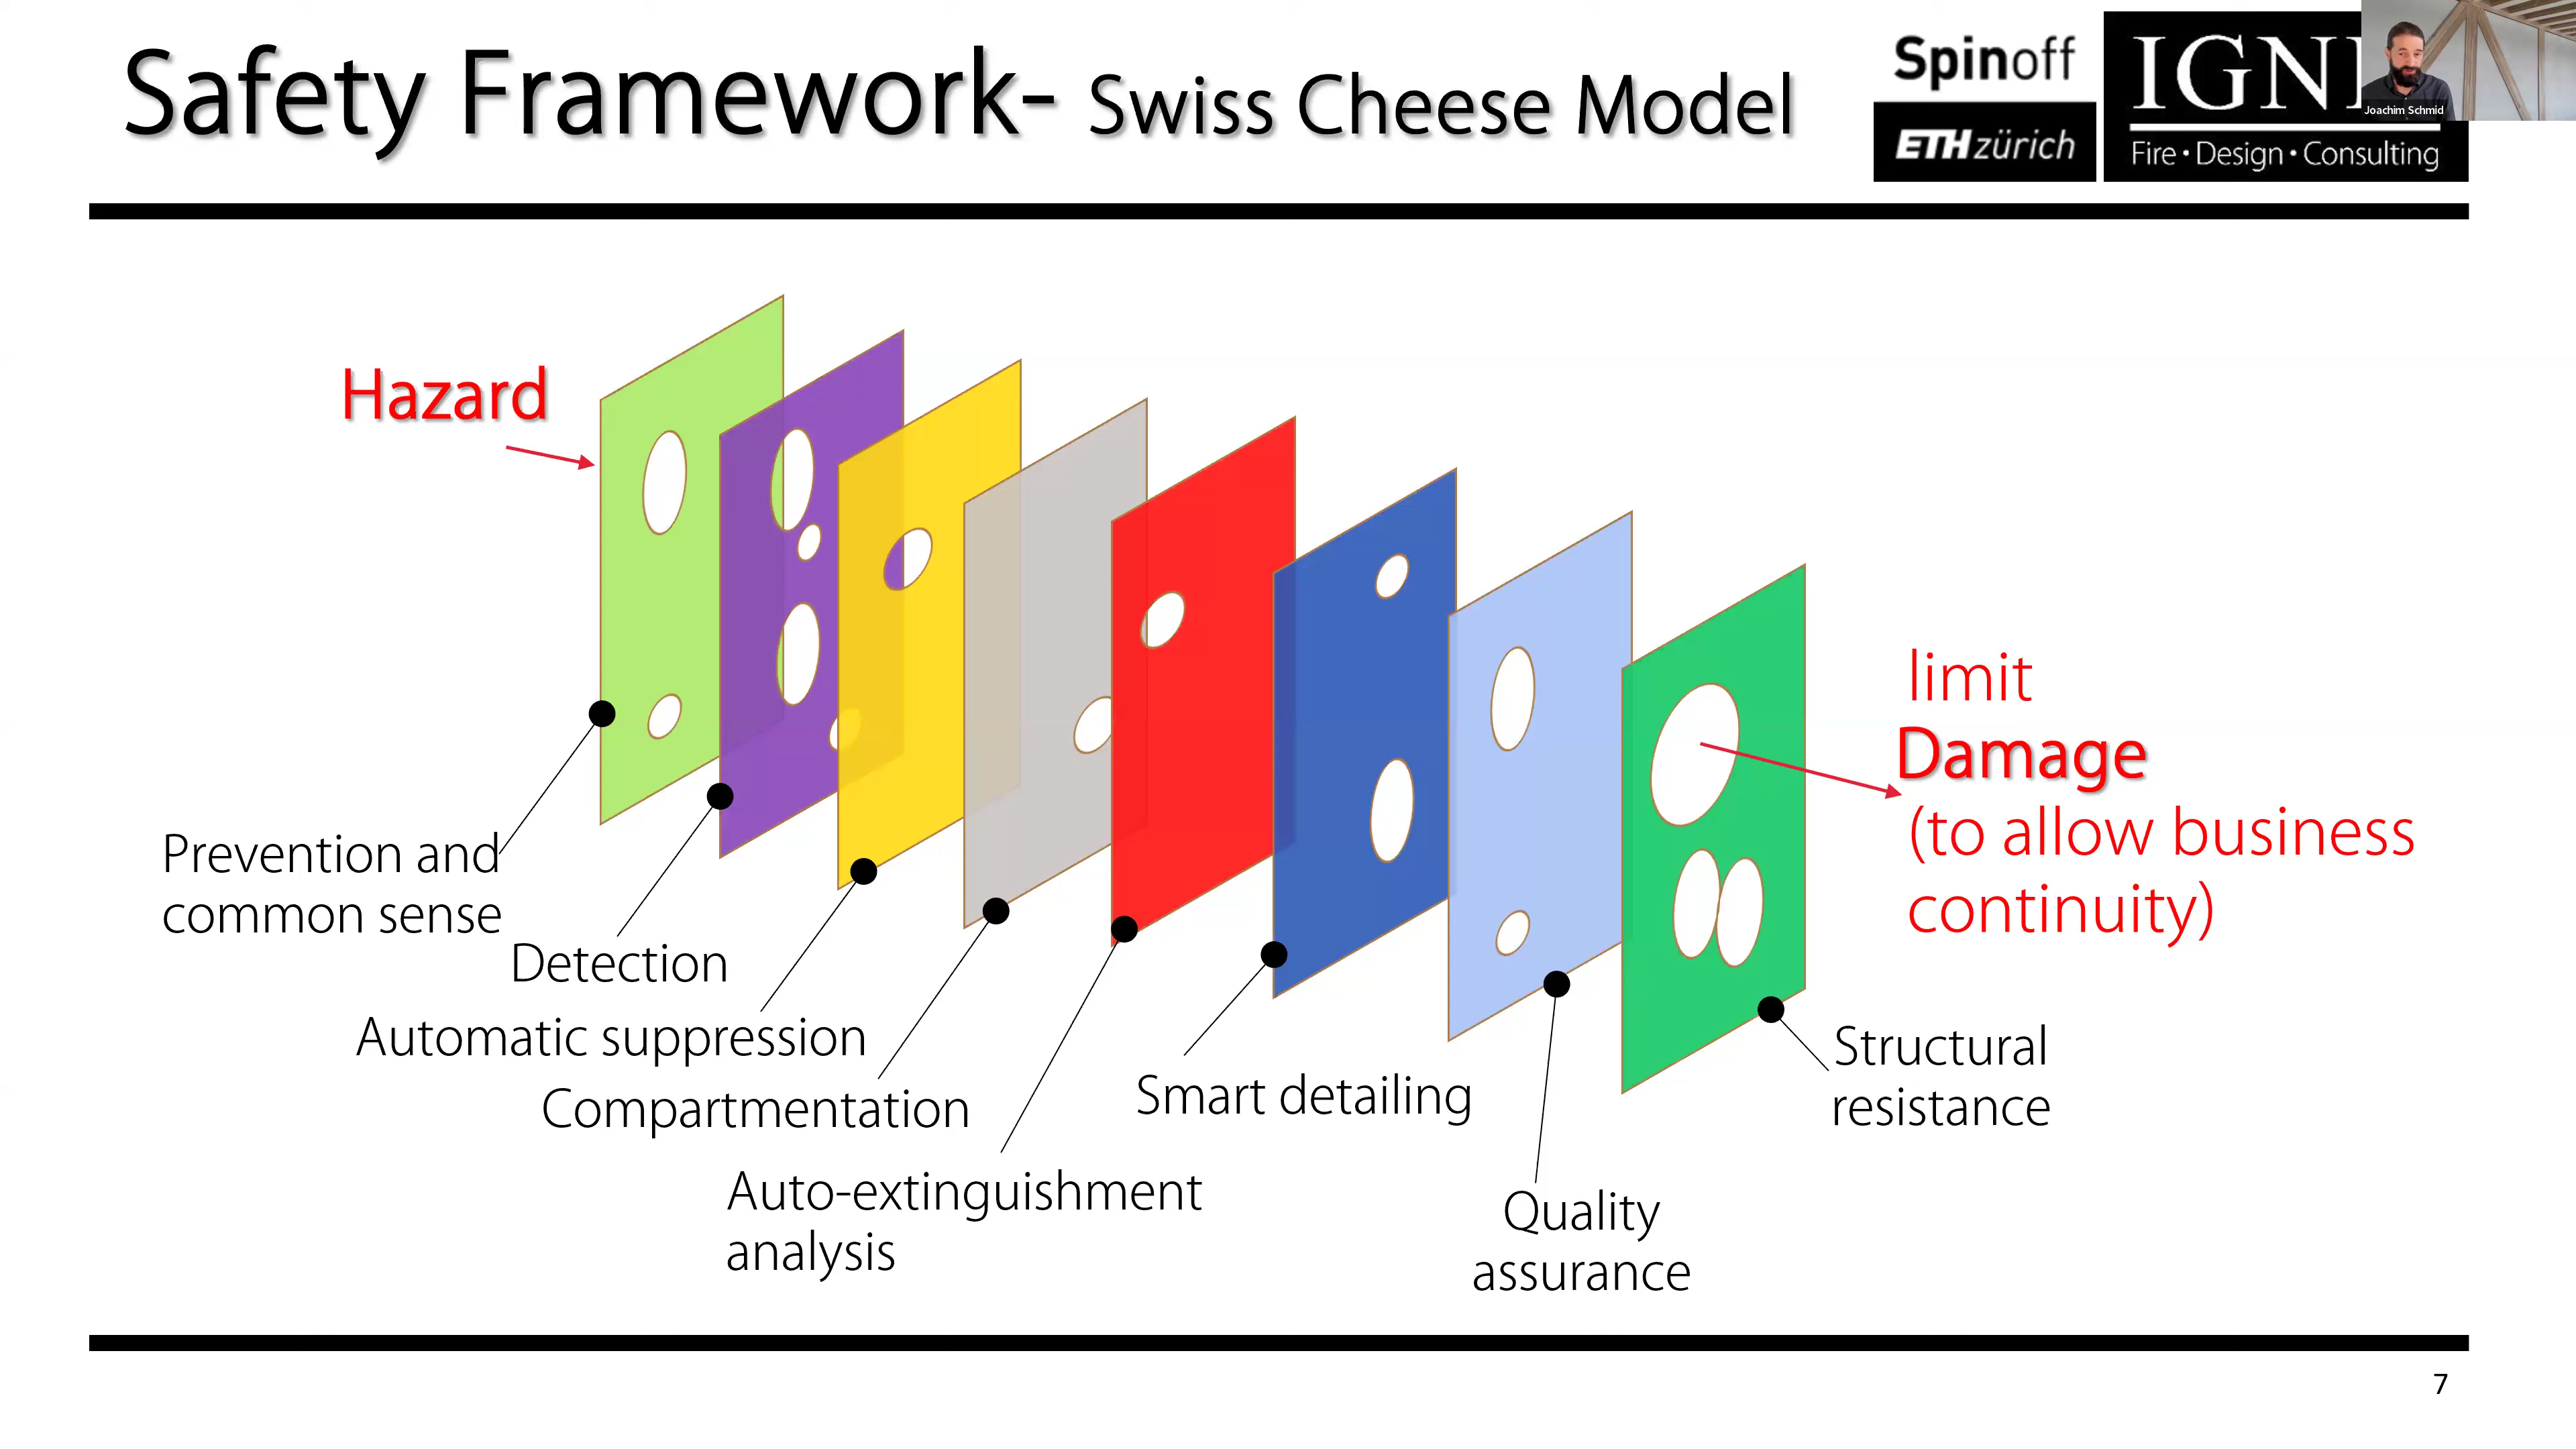 Safety Framework- Swiss Cheese Model
Spinoff
ETH zürich
IGNI
Fire • Design • Consulting
Joachim Schmid
Hazard
limit
Damage
(to allow business
continuity)
Prevention and
common sense
Detection
Automatic suppression
Compartmentation
Auto-extinguishment
analysis
Smart detailing
Quality
assurance
Structural
resistance
7